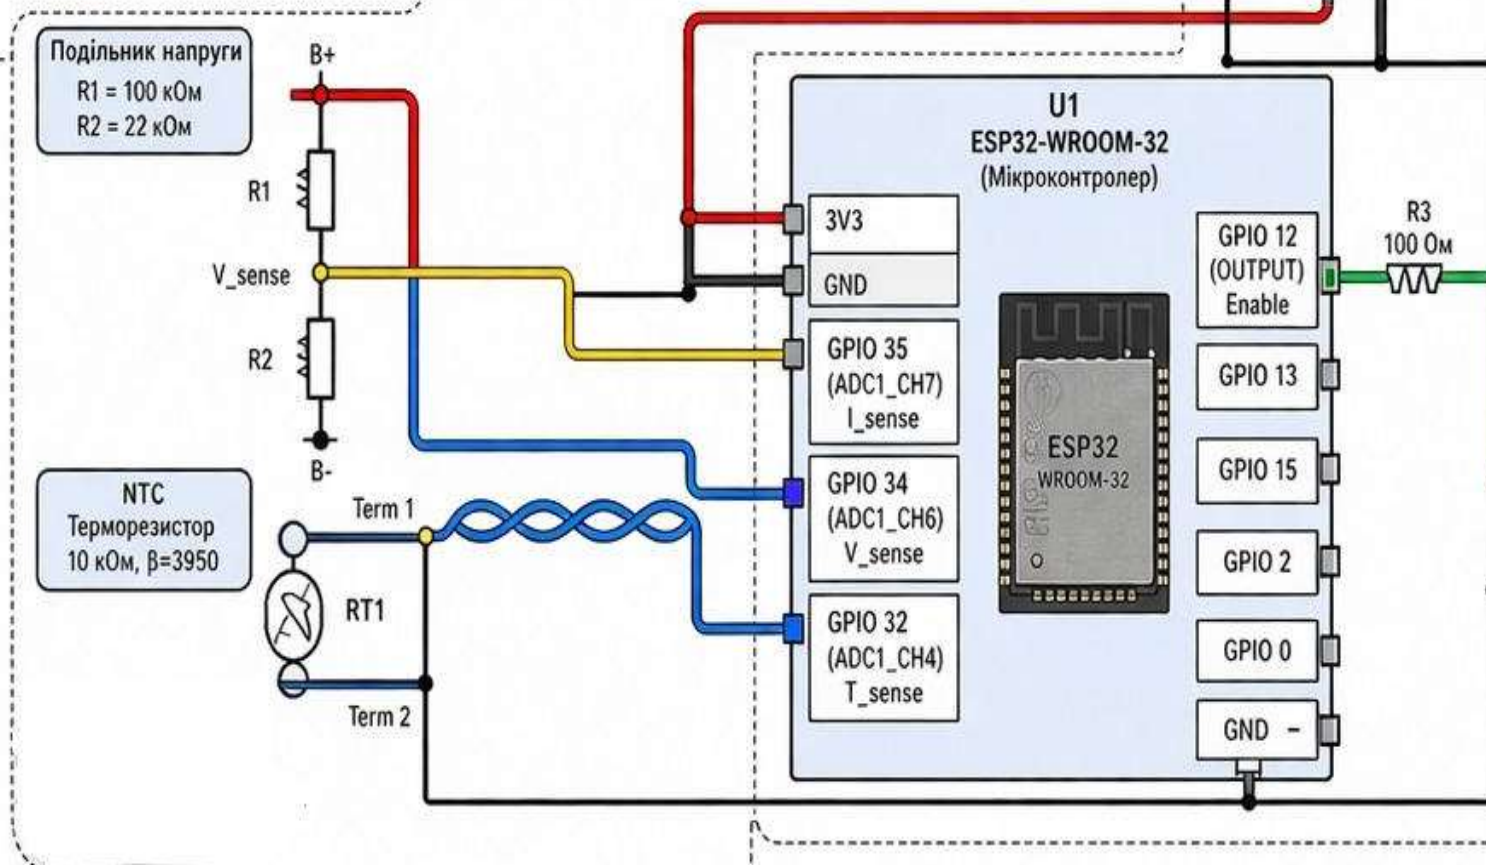 Подільник напруги
R1 = 100 кОм
R2 = 22 кОм
B+
R1
V_sense
R2
B-
NTC
Терморезистор
10 кОм, β=3950
Term 1
RT1
Term 2
U1
ESP32-WROOM-32
(Мікроконтролер)
3V3
GND
GPIO 35
(ADC1_CH7)
I_sense
GPIO 34
(ADC1_CH6)
V_sense
GPIO 32
(ADC1_CH4)
T_sense
ESP32
WROOM-32
GPIO 12
(OUTPUT)
Enable
GPIO 13
GPIO 15
GPIO 2
GPIO 0
GND –
R3
100 Ом